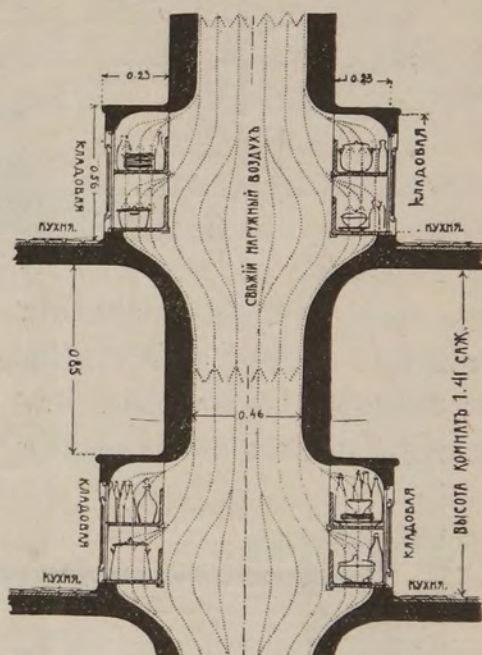 0.23
0.23
КЛАДОВАЯ
0.56
СВѢЖІЙ НАРУЖНЫЙ ВОЗДУХЪ
КЛАДОВАЯ
КУХНЯ.
КУХНЯ.
0.85
ВЫСОТА КОМНАТЪ 1.41 САЖ.
0.46
КЛАДОВАЯ
КЛАДОВАЯ
КУХНЯ.
КУХНЯ.